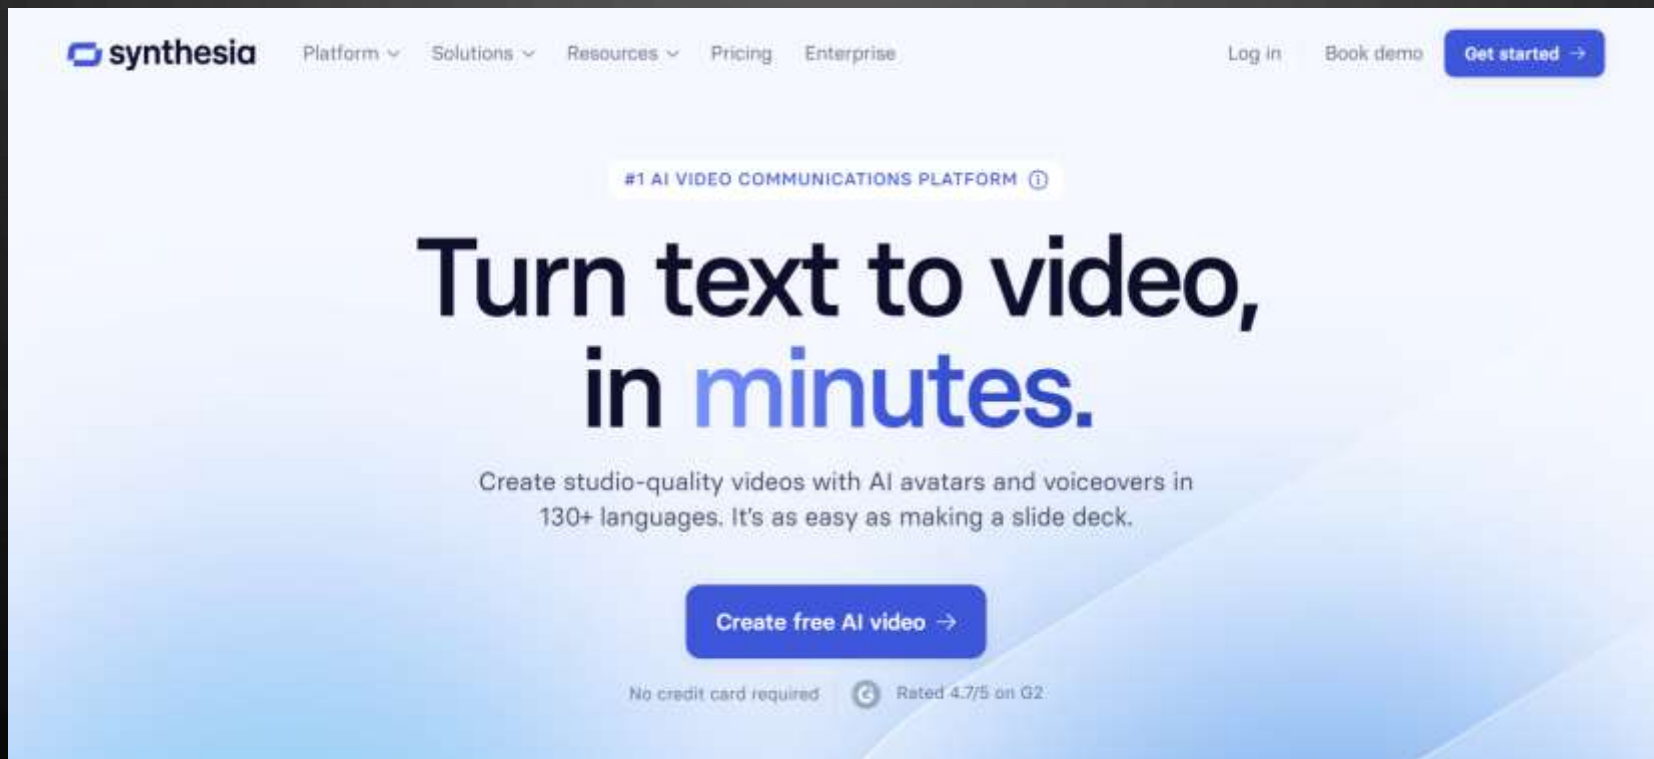 synthesia Platform Solutions Resources Pricing Enterprise Log in Book demo Get started →
#1 AI VIDEO COMMUNICATIONS PLATFORM
Turn text to video,
in minutes.
Create studio-quality videos with AI avatars and voiceovers in
130+ languages. It's as easy as making a slide deck.
Create free AI video →
No credit card required Rated 4.7/5 on G2